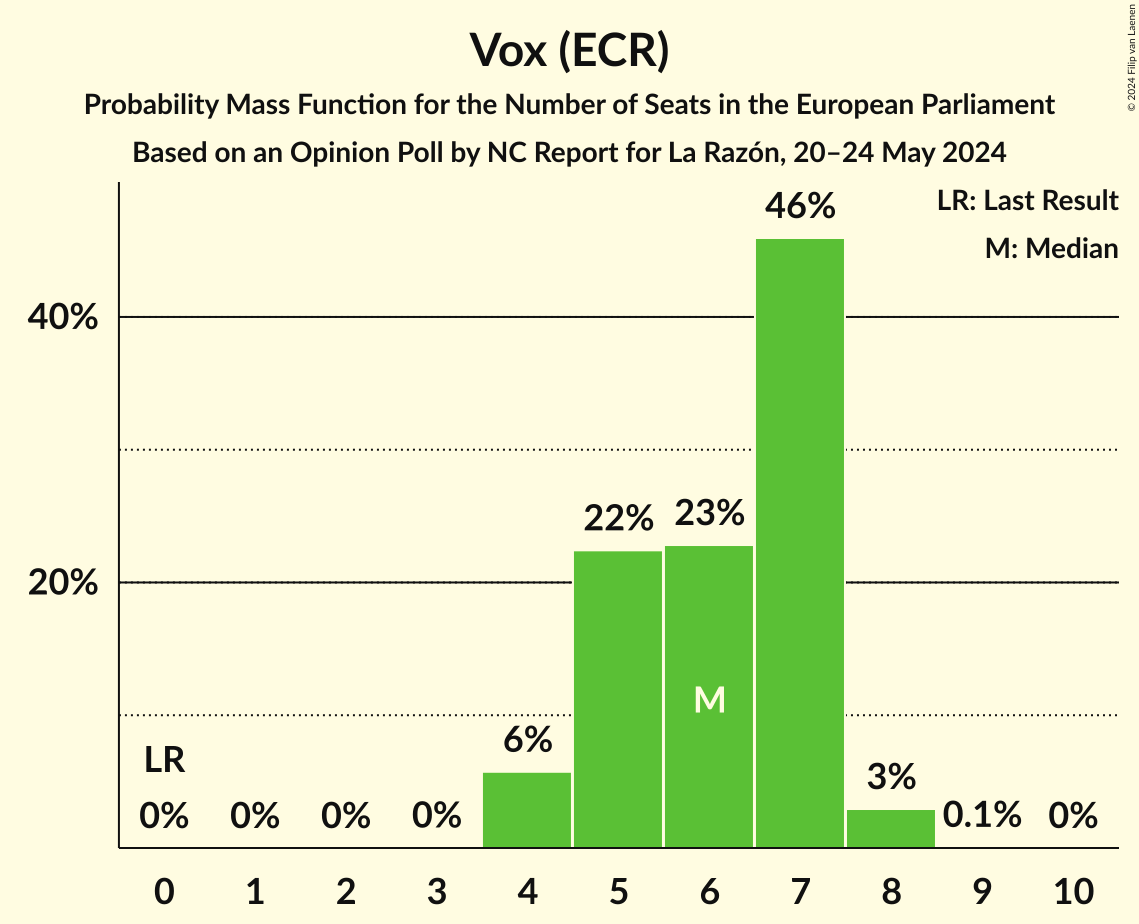 Vox (ECR)
Probability Mass Function for the Number of Seats in the European Parliament
Based on an Opinion Poll by NC Report for La Razón, 20–24 May 2024
© 2024 Filip van Laenen
LR: Last Result
M: Median
40%
20%
LR
0%
0%
0%
0%
6%
22%
23%
M
46%
3%
0.1%
0%
0 1 2 3 4 5 6 7 8 9 10